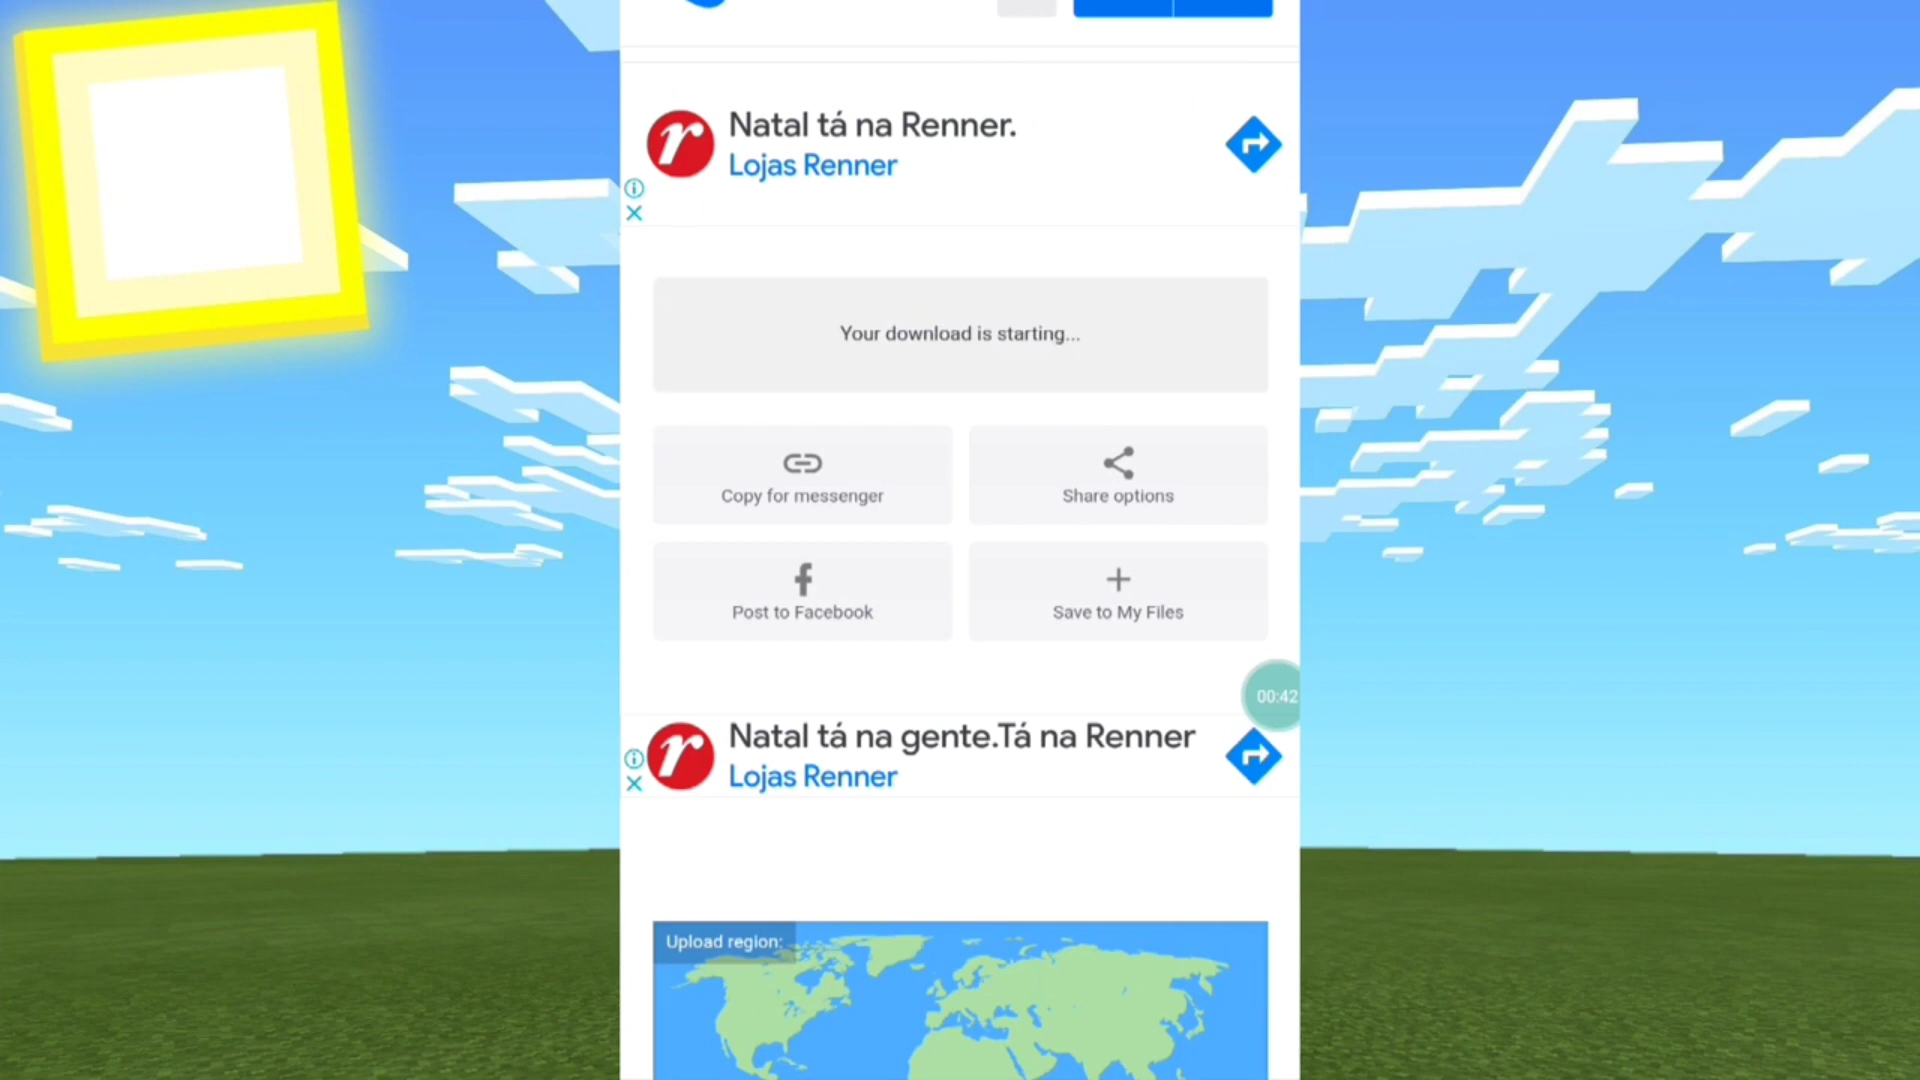 Natal tá na Renner.
Lojas Renner
Your download is starting...
Copy for messenger
Share options
Post to Facebook
Save to My Files
00:42
Natal tá na gente.Tá na Renner
Lojas Renner
Upload region: